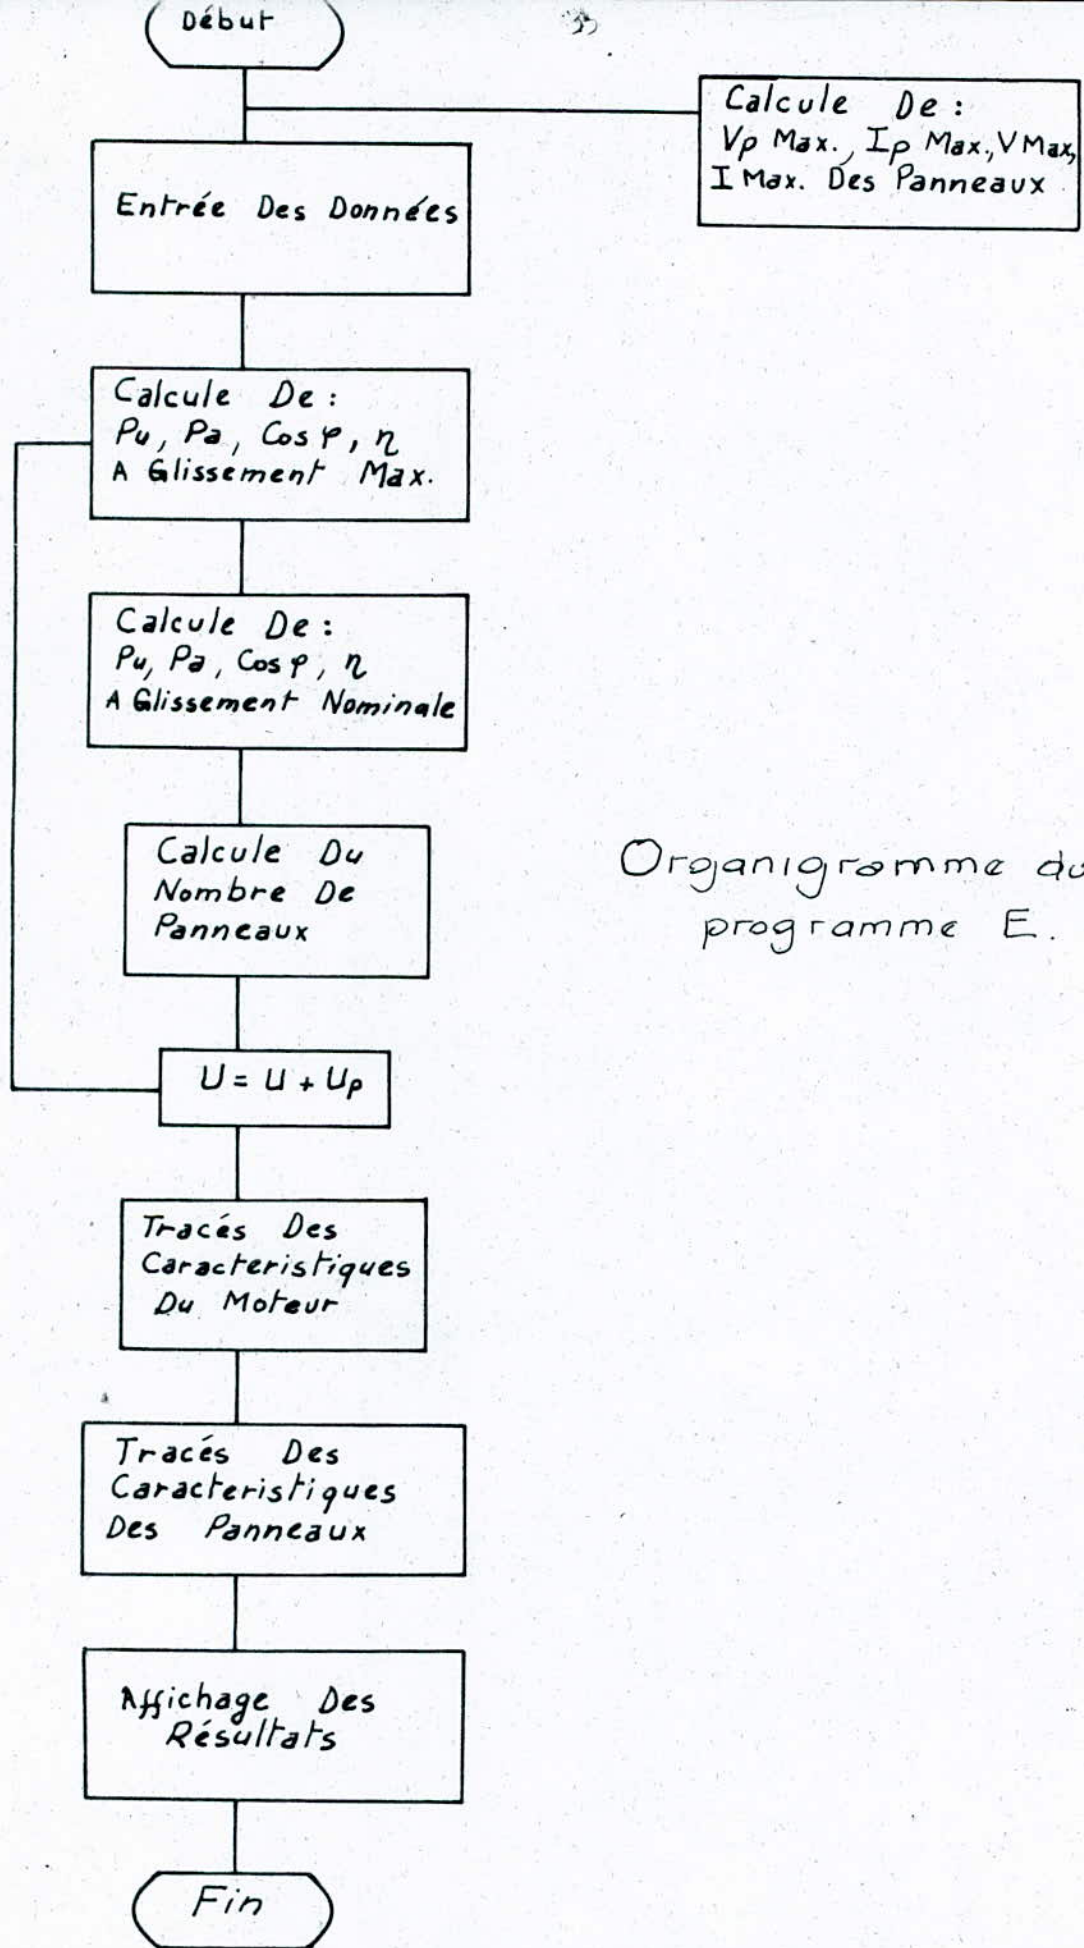 Début
Calcule De :
Vp Max., Ip Max., V Max,
I Max. Des Panneaux
Entrée Des Données
Calcule De :
Pu, Pa, Cos φ, η
A Glissement Max.
Calcule De :
Pu, Pa, Cos φ, η
A Glissement Nominale
Calcule Du
Nombre De
Panneaux
Organigramme du
programme E.
U = U + Up
Tracés Des
Caracteristiques
Du Moteur
Tracés Des
Caracteristiques
Des Panneaux
Affichage Des
Résultats
Fin